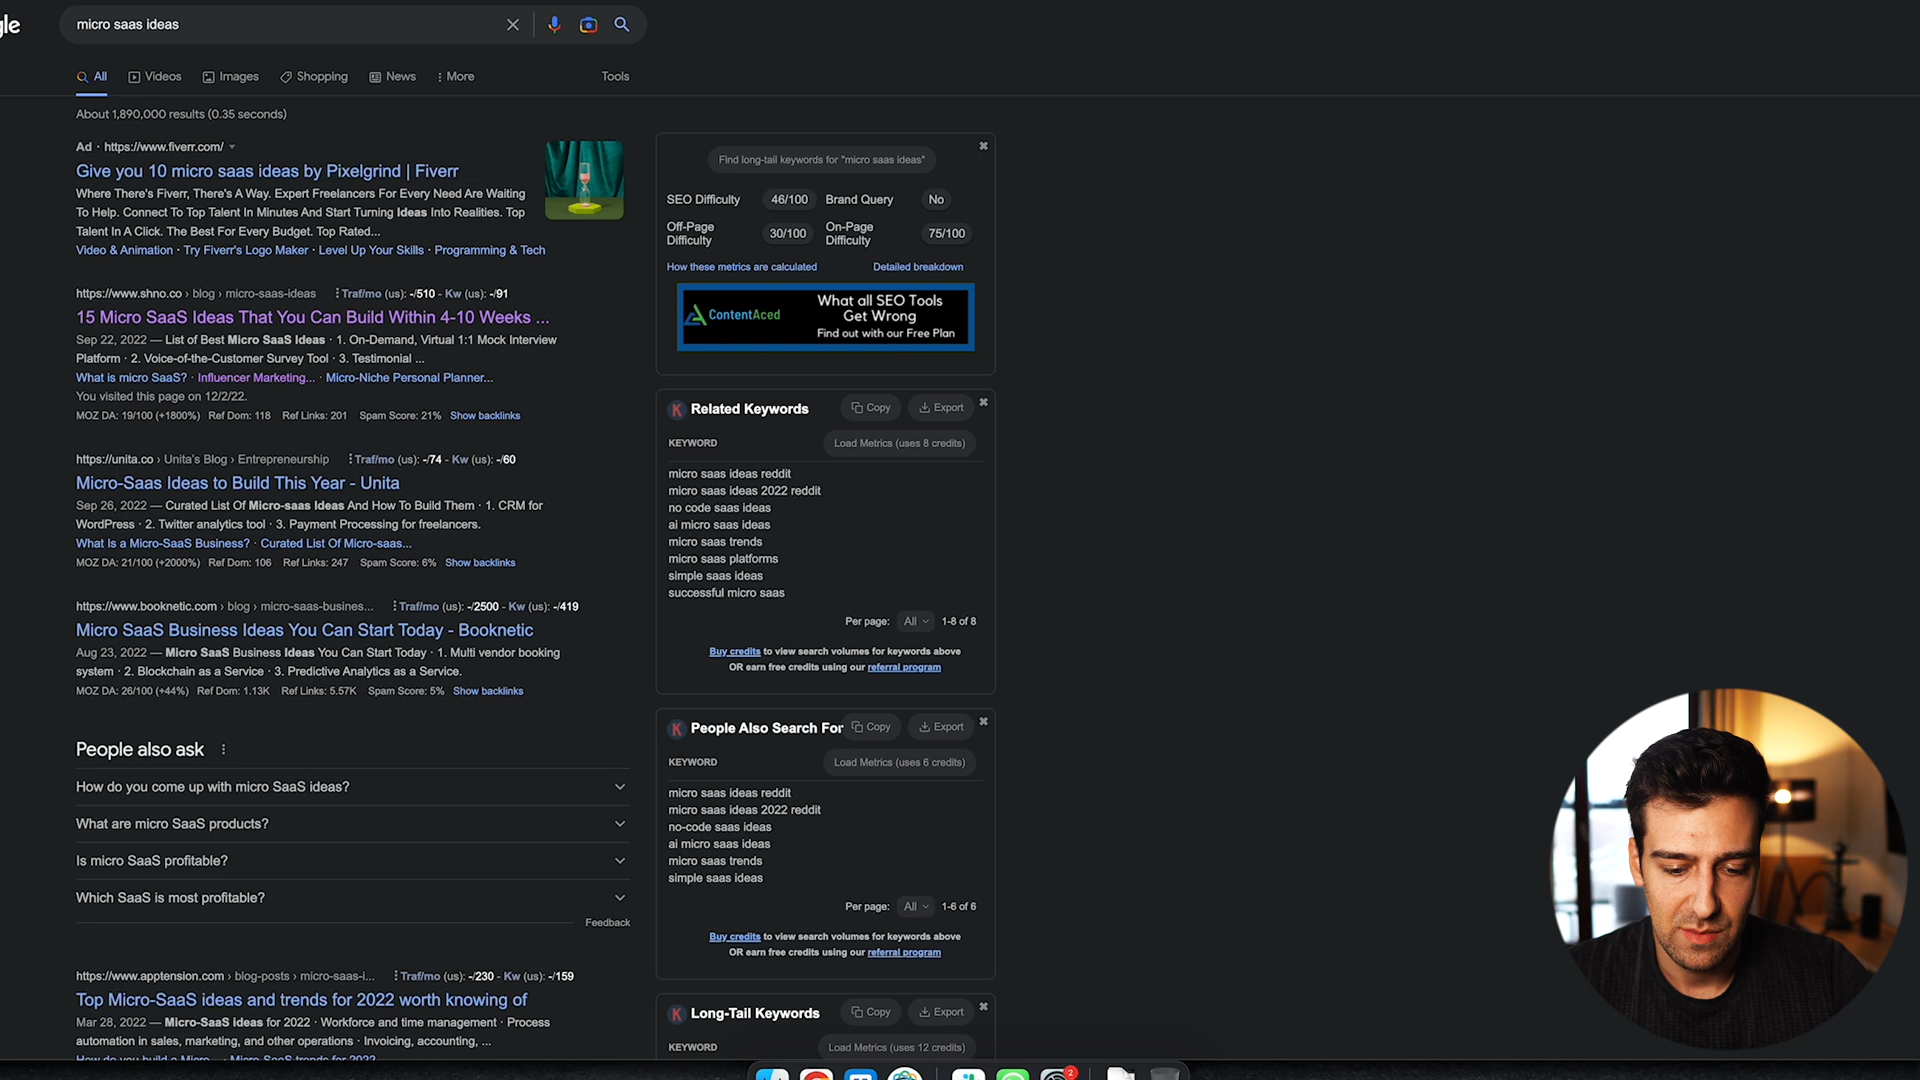 gle
micro saas ideas
All
Videos
Images
Shopping
News
More
Tools
About 1,890,000 results (0.35 seconds)
Ad · https://www.fiverr.com/
Give you 10 micro saas ideas by Pixelgrind | Fiverr
Where There's Fiverr, There's A Way. Expert Freelancers For Every Need Are Waiting
To Help. Connect To Top Talent In Minutes And Start Turning Ideas Into Realities. Top
Talent In A Click. The Best For Every Budget. Top Rated...
Video & Animation · Try Fiverr's Logo Maker · Level Up Your Skills · Programming & Tech
https://www.shno.co › blog › micro-saas-ideas Traf/mo (us): -/510 - Kw (us): -/91
15 Micro SaaS Ideas That You Can Build Within 4-10 Weeks ...
Sep 22, 2022 — List of Best Micro SaaS Ideas · 1. On-Demand, Virtual 1:1 Mock Interview
Platform · 2. Voice-of-the-Customer Survey Tool · 3. Testimonial ...
What is micro SaaS? · Influencer Marketing... · Micro-Niche Personal Planner...
You visited this page on 12/2/22.
MOZ DA: 19/100 (+1800%) Ref Dom: 118 Ref Links: 201 Spam Score: 21% Show backlinks
https://unita.co › Unita's Blog › Entrepreneurship Traf/mo (us): -/74 - Kw (us): -/60
Micro-Saas Ideas to Build This Year - Unita
Sep 26, 2022 — Curated List Of Micro-saas Ideas And How To Build Them · 1. CRM for
WordPress · 2. Twitter analytics tool · 3. Payment Processing for freelancers.
What Is a Micro-SaaS Business? · Curated List Of Micro-saas...
MOZ DA: 21/100 (+2000%) Ref Dom: 106 Ref Links: 247 Spam Score: 6% Show backlinks
https://www.booknetic.com › blog › micro-saas-busines... Traf/mo (us): -/2500 - Kw (us): -/419
Micro SaaS Business Ideas You Can Start Today - Booknetic
Aug 23, 2022 — Micro SaaS Business Ideas You Can Start Today · 1. Multi vendor booking
system · 2. Blockchain as a Service · 3. Predictive Analytics as a Service.
MOZ DA: 26/100 (+44%) Ref Dom: 1.13K Ref Links: 5.57K Spam Score: 5% Show backlinks
People also ask
How do you come up with micro SaaS ideas?
What are micro SaaS products?
Is micro SaaS profitable?
Which SaaS is most profitable?
Feedback
https://www.apptension.com › blog-posts › micro-saas-i... Traf/mo (us): -/230 - Kw (us): -/159
Top Micro-SaaS ideas and trends for 2022 worth knowing of
Mar 28, 2022 — Micro-SaaS ideas for 2022 · Workforce and time management · Process
automation in sales, marketing, and other operations · Invoicing, accounting, ...
How do you build a Micro... · Micro-SaaS trends for 2022
Find long-tail keywords for "micro saas ideas"
SEO Difficulty 46/100 Brand Query No
Off-Page Difficulty 30/100 On-Page Difficulty 75/100
How these metrics are calculated
Detailed breakdown
ContentAced
What all SEO Tools
Get Wrong
Find out with our Free Plan
K Related Keywords Copy Export
KEYWORD Load Metrics (uses 8 credits)
micro saas ideas reddit
micro saas ideas 2022 reddit
no code saas ideas
ai micro saas ideas
micro saas trends
micro saas platforms
simple saas ideas
successful micro saas
Per page: All 1-8 of 8
Buy credits to view search volumes for keywords above
OR earn free credits using our referral program
K People Also Search For Copy Export
KEYWORD Load Metrics (uses 6 credits)
micro saas ideas reddit
micro saas ideas 2022 reddit
no-code saas ideas
ai micro saas ideas
micro saas trends
simple saas ideas
Per page: All 1-6 of 6
Buy credits to view search volumes for keywords above
OR earn free credits using our referral program
K Long-Tail Keywords Copy Export
KEYWORD Load Metrics (uses 12 credits)
2